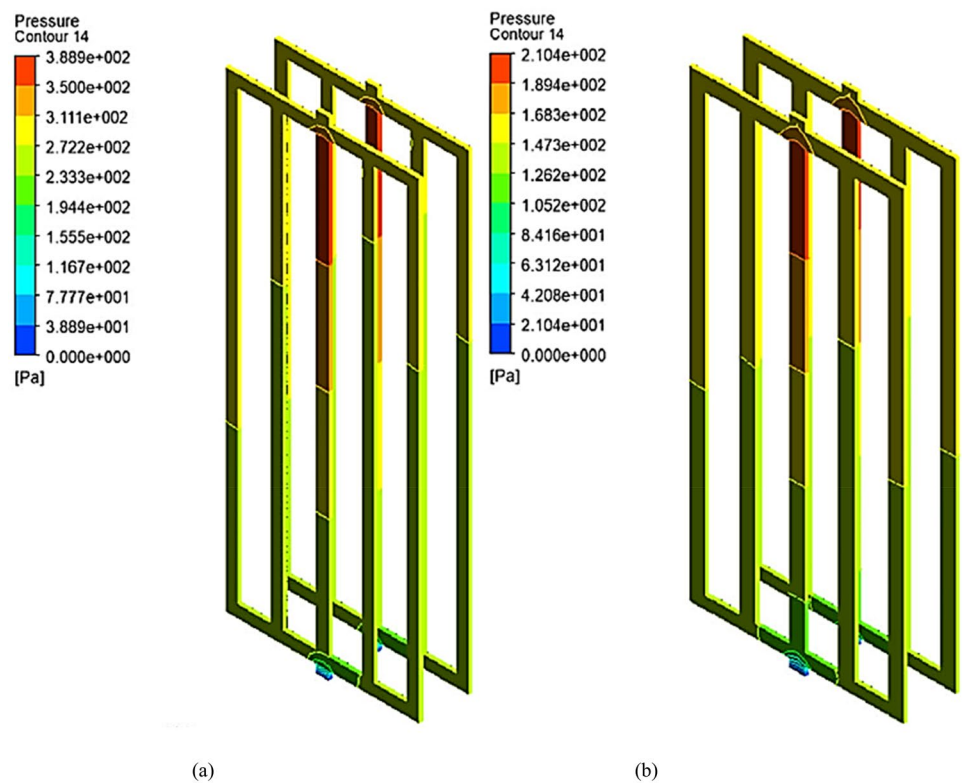 Pressure
Contour 14
3.889e+002
3.500e+002
3.111e+002
2.722e+002
2.333e+002
1.944e+002
1.555e+002
1.167e+002
7.777e+001
3.889e+001
0.000e+000
[Pa]
Pressure
Contour 14
2.104e+002
1.894e+002
1.683e+002
1.473e+002
1.262e+002
1.052e+002
8.416e+001
6.312e+001
4.208e+001
2.104e+001
0.000e+000
[Pa]
(a)
(b)